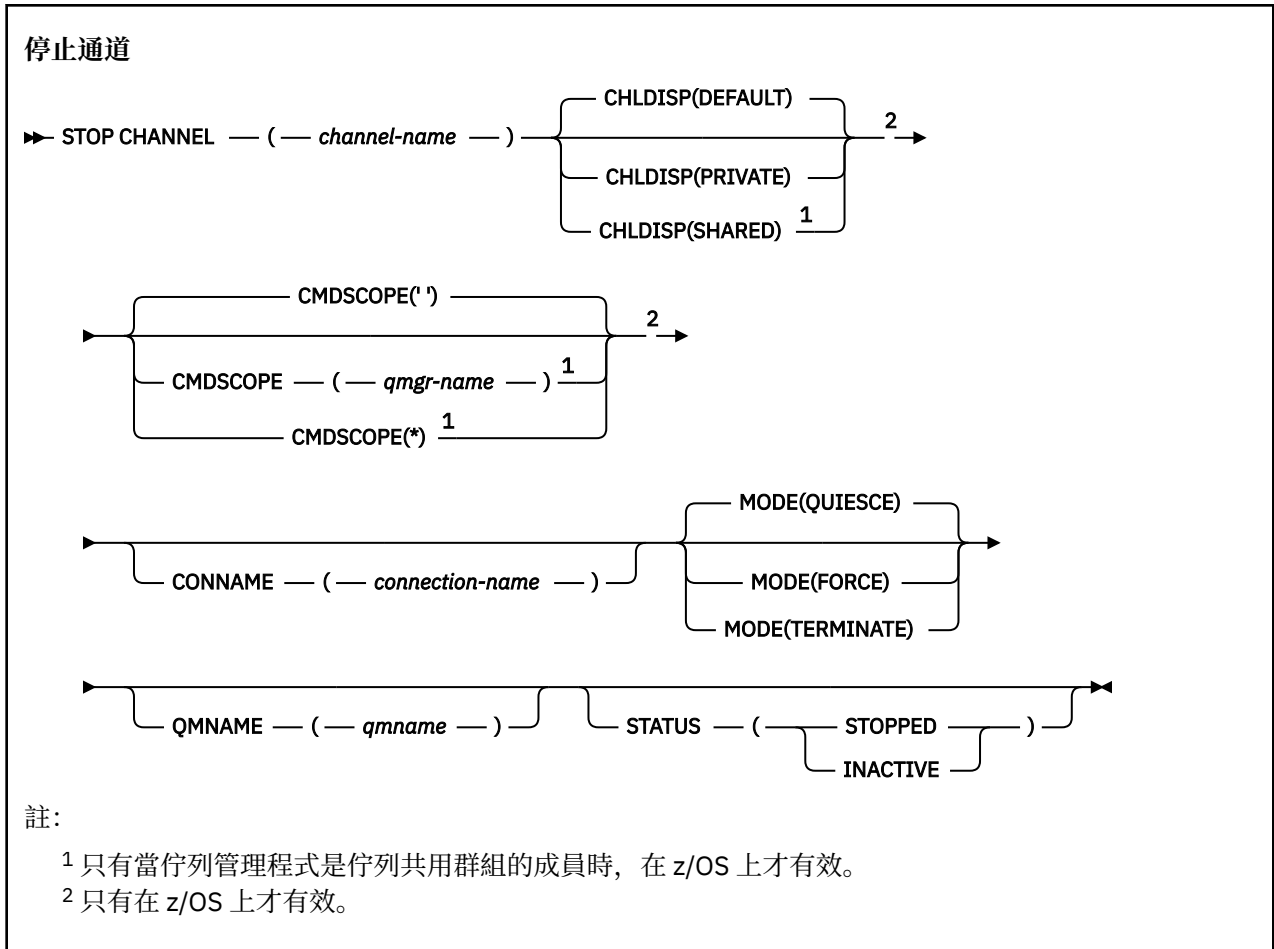 停止通道
CHLDISP(DEFAULT)
STOP CHANNEL ( channel-name ) 2
CHLDISP(PRIVATE)
CHLDISP(SHARED) 1
CMDSCOPE(' ')
2
CMDSCOPE ( qmgr-name ) 1
CMDSCOPE(*) 1
MODE(QUIESCE)
CONNAME ( connection-name ) MODE(FORCE)
MODE(TERMINATE)
QMNAME ( qmname ) STATUS ( STOPPED )
INACTIVE
註：
1 只有當佇列管理程式是佇列共用群組的成員時，在 z/OS 上才有效。
2 只有在 z/OS 上才有效。